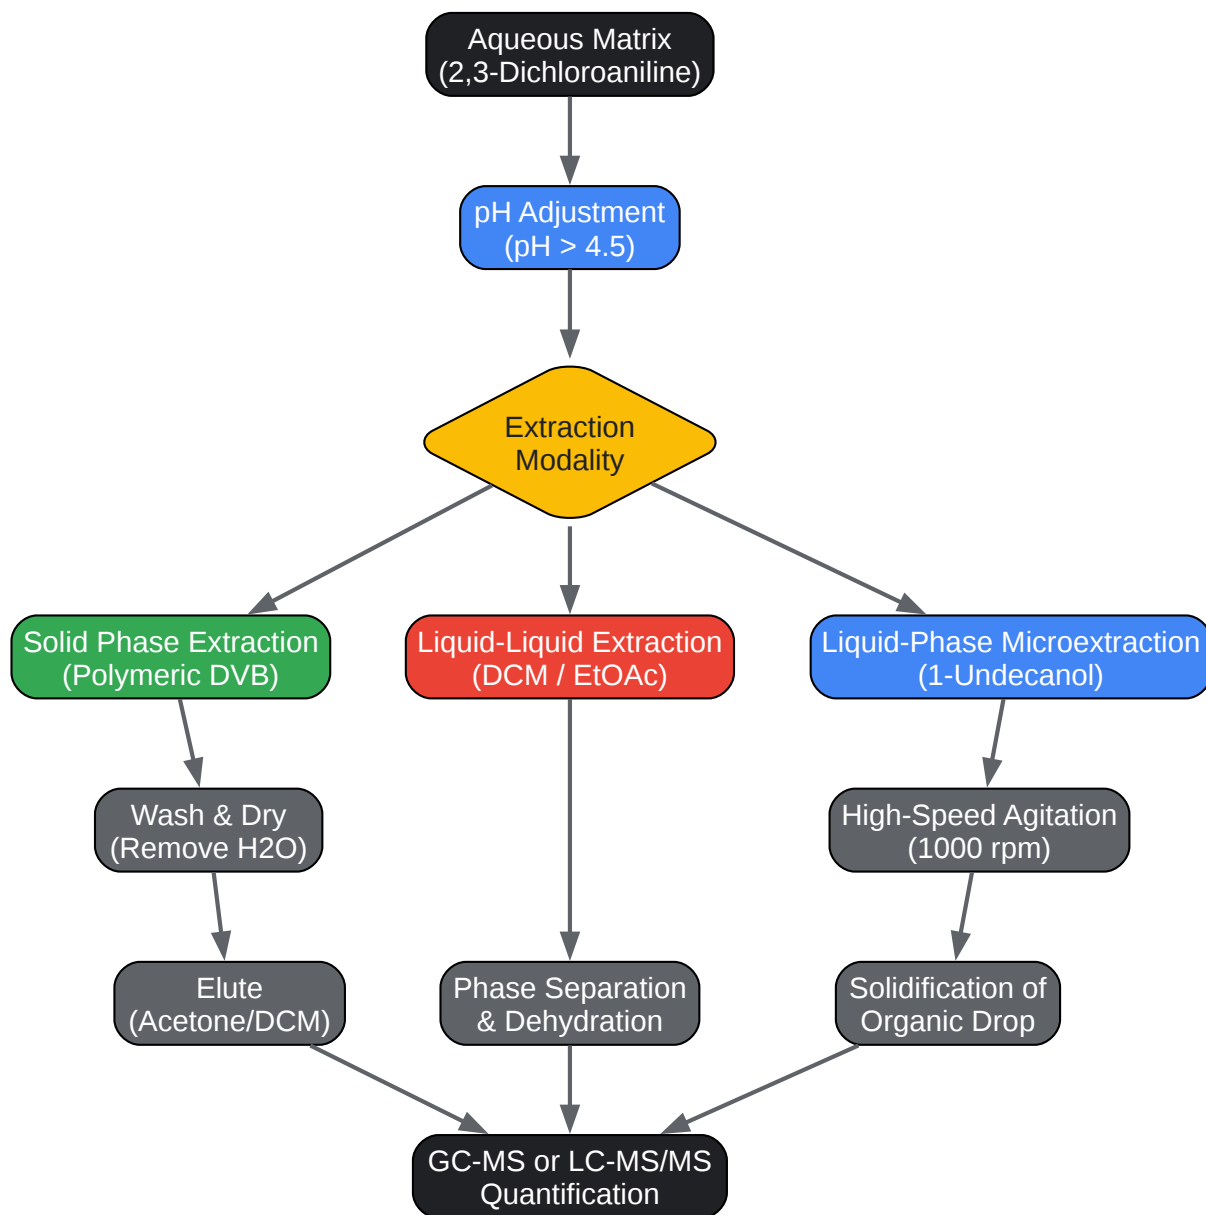 Aqueous Matrix
(2,3-Dichloroaniline)
pH Adjustment
(pH > 4.5)
Extraction
Modality
Solid Phase Extraction
(Polymeric DVB)
Liquid-Liquid Extraction
(DCM / EtOAc)
Liquid-Phase Microextraction
(1-Undecanol)
Wash & Dry
(Remove H2O)
High-Speed Agitation
(1000 rpm)
Elute
(Acetone/DCM)
Phase Separation
& Dehydration
Solidification of
Organic Drop
GC-MS or LC-MS/MS
Quantification